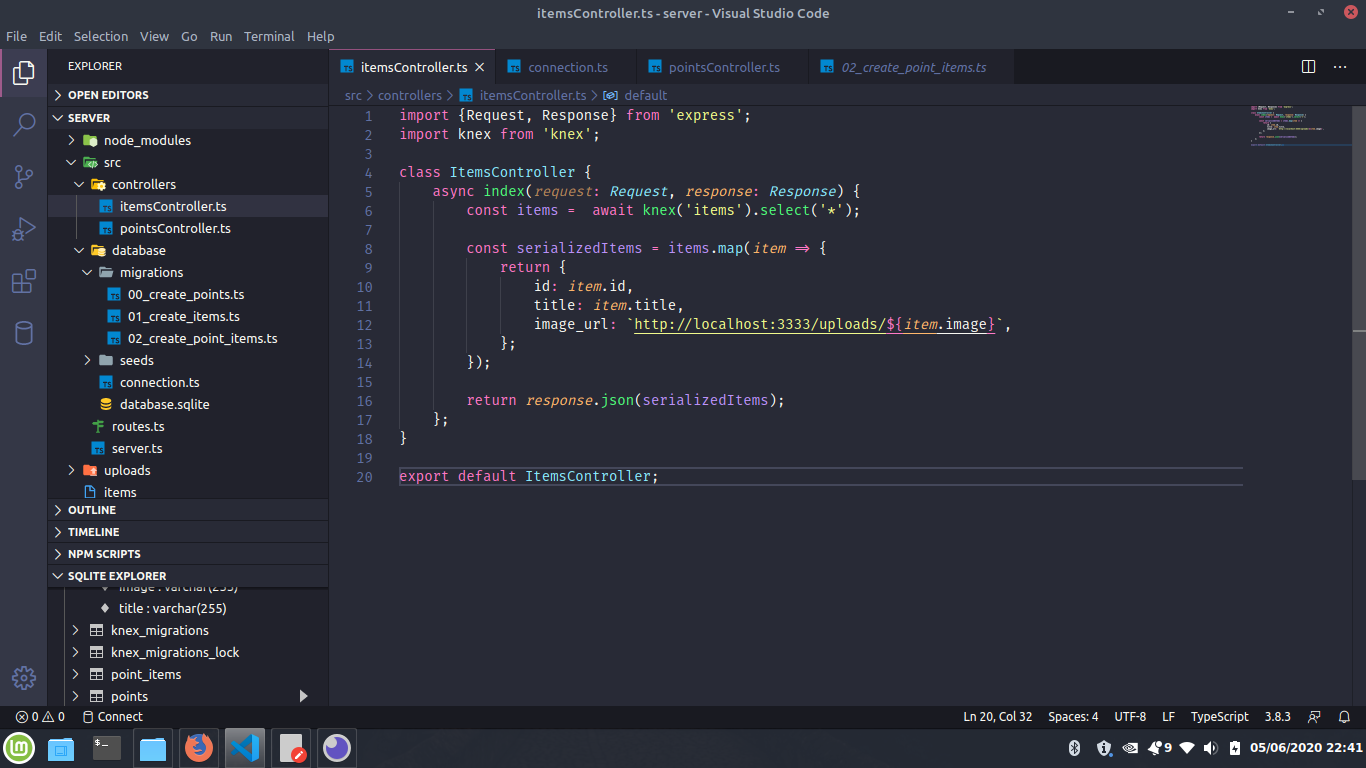 itemsController.ts - server - Visual Studio Code
File Edit Selection View Go Run Terminal Help
EXPLORER
OPEN EDITORS
SERVER
node_modules
src
controllers
itemsController.ts
pointsController.ts
database
migrations
00_create_points.ts
01_create_items.ts
02_create_point_items.ts
seeds
connection.ts
database.sqlite
routes.ts
server.ts
uploads
items
OUTLINE
TIMELINE
NPM SCRIPTS
SQLITE EXPLORER
image : varchar(255)
title : varchar(255)
knex_migrations
knex_migrations_lock
point_items
points
itemsController.ts connection.ts pointsController.ts 02_create_point_items.ts
src > controllers > itemsController.ts > default
1 import {Request, Response} from 'express';
2 import knex from 'knex';
3
4 class ItemsController {
5 async index(request: Request, response: Response) {
6 const items =  await knex('items').select('*');
7
8 const serializedItems = items.map(item => {
9 return {
10 id: item.id,
11 title: item.title,
12 image_url: `http://localhost:3333/uploads/${item.image}`,
13 };
14 });
15
16 return response.json(serializedItems);
17 };
18 }
19
20 export default ItemsController;
0 0 Connect Ln 20, Col 32 Spaces: 4 UTF-8 LF TypeScript 3.8.3
9 05/06/2020 22:41